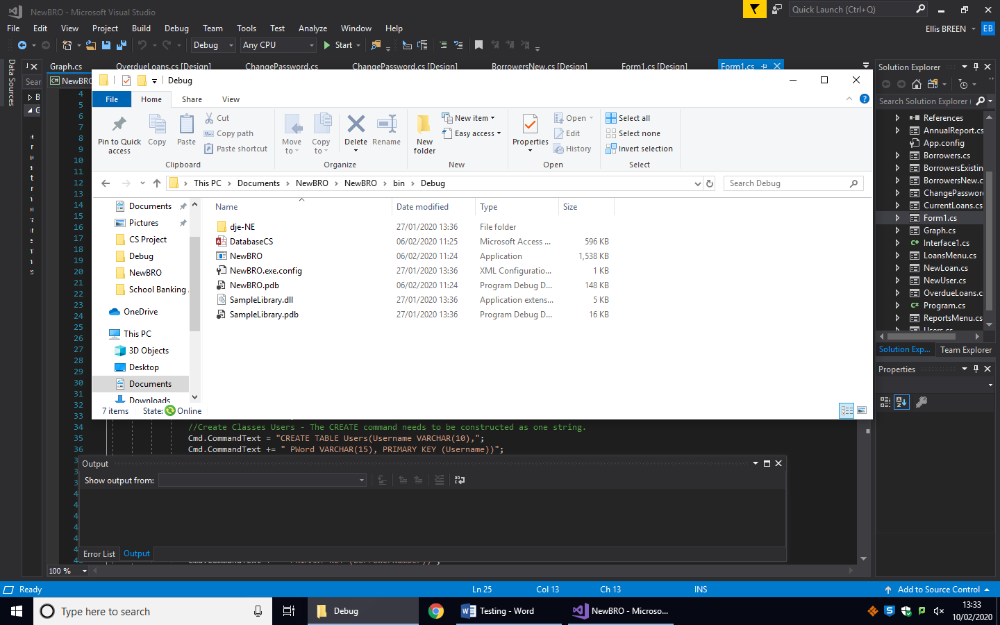 NewBRO - Microsoft Visual Studio
Quick Launch (Ctrl+Q)
File Edit View Project Build Debug Team Tools Test Analyze Window Help
Ellis BREEN EB
Debug Any CPU Start
Data Sources
Graph.cs OverdueLoans.cs [Design] ChangePassword.cs ChangePassword.cs [Design] BorrowersNew.cs [Design] Form1.cs [Design] Form1.cs
Sear
C# NewBRO
B
G
Debug
File Home Share View
Pin to Quick access
Copy
Paste
Cut
Copy path
Paste shortcut
Clipboard
Move to
Copy to
Delete
Rename
Organize
New folder
New item
Easy access
New
Properties
Open
Edit
History
Open
Select all
Select none
Invert selection
Select
This PC > Documents > NewBRO > NewBRO > bin > Debug
Search Debug
Documents
Pictures
CS Project
Debug
NewBRO
School Banking
OneDrive
This PC
3D Objects
Desktop
Documents
Downloads
Name Date modified Type Size
dje-NE 27/01/2020 13:36 File folder
DatabaseCS 06/02/2020 11:25 Microsoft Access ... 596 KB
NewBRO 06/02/2020 11:24 Application 1,538 KB
NewBRO.exe.config 27/01/2020 13:36 XML Configuratio... 1 KB
NewBRO.pdb 06/02/2020 11:24 Program Debug D... 148 KB
SampleLibrary.dll 27/01/2020 13:36 Application extens... 5 KB
SampleLibrary.pdb 27/01/2020 13:36 Program Debug D... 16 KB
7 items State: Online
4
5
6
7
8
9
10
11
12
13
14
15
16
17
18
19
20
21
22
23
24
25
26
27
28
29
30
31
32
33
34 //Create Classes Users - The CREATE command needs to be constructed as one string.
35 Cmd.CommandText = "CREATE TABLE Users(Username VARCHAR(10),";
36 Cmd.CommandText += " PWord VARCHAR(15), PRIMARY KEY (Username))";
Output
Show output from:
Error List Output
100 %
Solution Explorer
Search Solution Explorer (
References
AnnualReport.cs
App.config
Borrowers.cs
BorrowersExistin
BorrowersNew.c
ChangePassword
CurrentLoans.cs
Form1.cs
Graph.cs
C# Interface1.cs
LoansMenu.cs
NewLoan.cs
NewUser.cs
OverdueLoans.cs
C# Program.cs
ReportsMenu.cs
Users.cs
Solution Exp... Team Explorer
Properties
Ready Ln 25 Col 13 Ch 13 INS Add to Source Control
Type here to search
Debug
Testing - Word
NewBRO - Microso...
13:33
10/02/2020